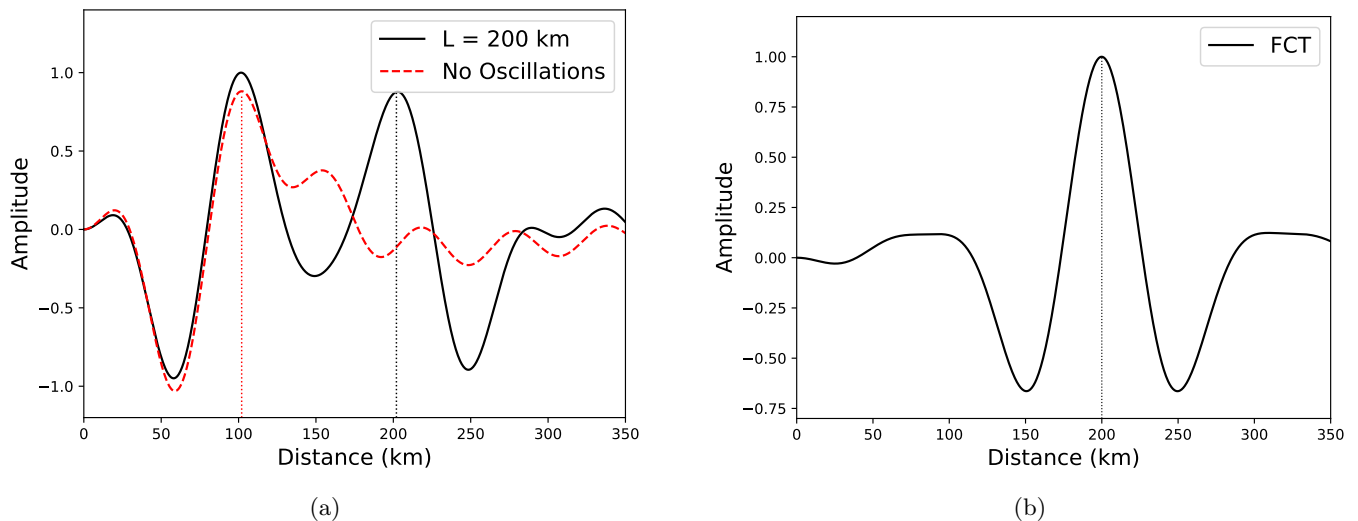 L = 200 km
No Oscillations
1.0
0.5
0.0
−0.5
−1.0
Amplitude
0 50 100 150 200 250 300 350
Distance (km)
(a)
FCT
1.00
0.75
0.50
0.25
0.00
−0.25
−0.50
−0.75
Amplitude
0 50 100 150 200 250 300 350
Distance (km)
(b)